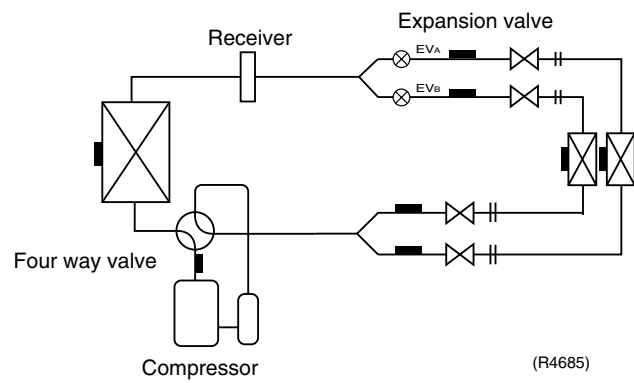 Expansion valve
Receiver
EVA
EVB
Four way valve
Compressor
(R4685)